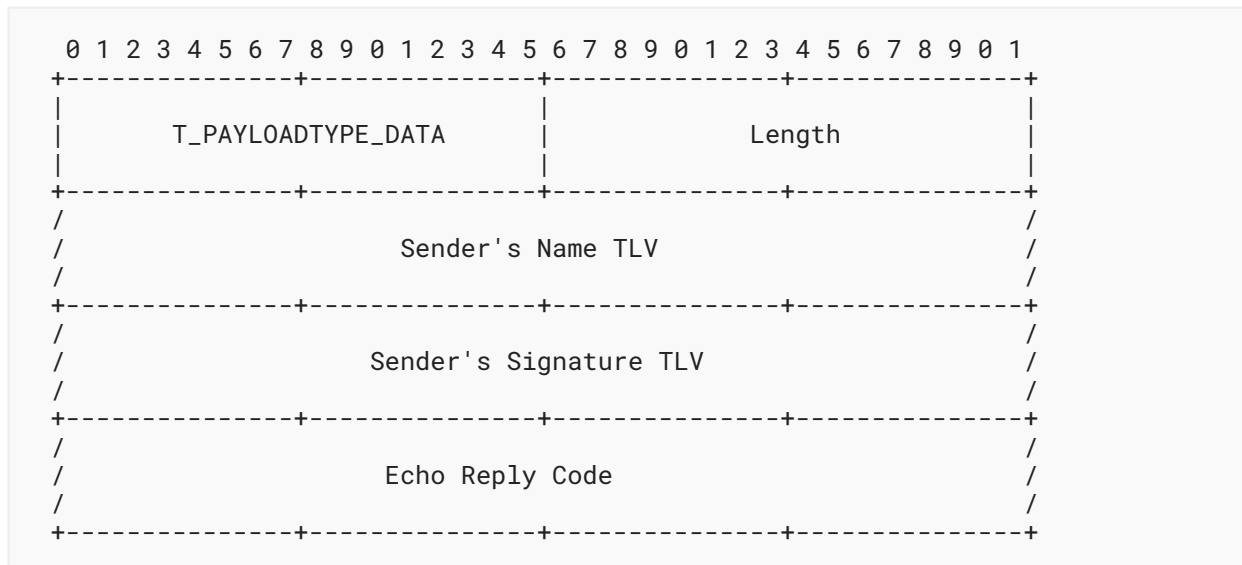 0 1 2 3 4 5 6 7 8 9 0 1 2 3 4 5 6 7 8 9 0 1 2 3 4 5 6 7 8 9 0 1
+---------------+---------------+---------------+---------------+
|                               |                               |
|       T_PAYLOADTYPE_DATA      |             Length            |
|                               |                               |
+---------------+---------------+---------------+---------------+
/                                                               /
/                      Sender's Name TLV                        /
/                                                               /
+---------------+---------------+---------------+---------------+
/                                                               /
/                    Sender's Signature TLV                     /
/                                                               /
+---------------+---------------+---------------+---------------+
/                                                               /
/                     Echo Reply Code                           /
/                                                               /
+---------------+---------------+---------------+---------------+